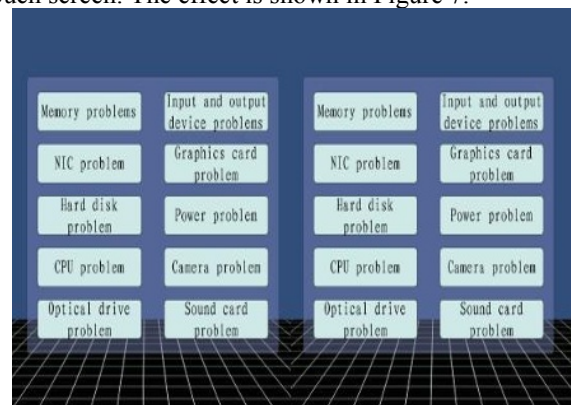 ouch screen. The effect is shown in Figure 7.
Memory problems
Input and output
device problems
NIC problem
Graphics card
problem
Hard disk
problem
Power problem
CPU problem
Camera problem
Optical drive
problem
Sound card
problem
Memory problems
Input and output
device problems
NIC problem
Graphics card
problem
Hard disk
problem
Power problem
CPU problem
Camera problem
Optical drive
problem
Sound card
problem